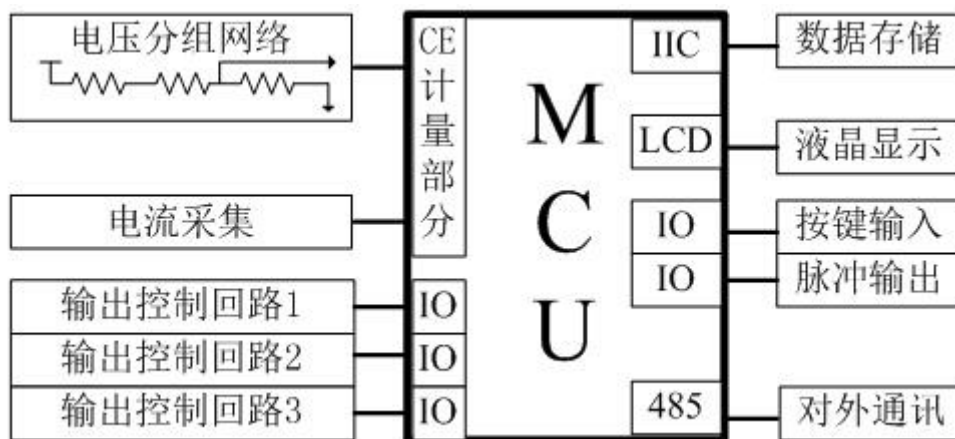 电压分组网络
电流采集
输出控制回路1
输出控制回路2
输出控制回路3
CE计量部分
IO
IO
IO
MCU
IIC
LCD
IO
IO
485
数据存储
液晶显示
按键输入
脉冲输出
对外通讯